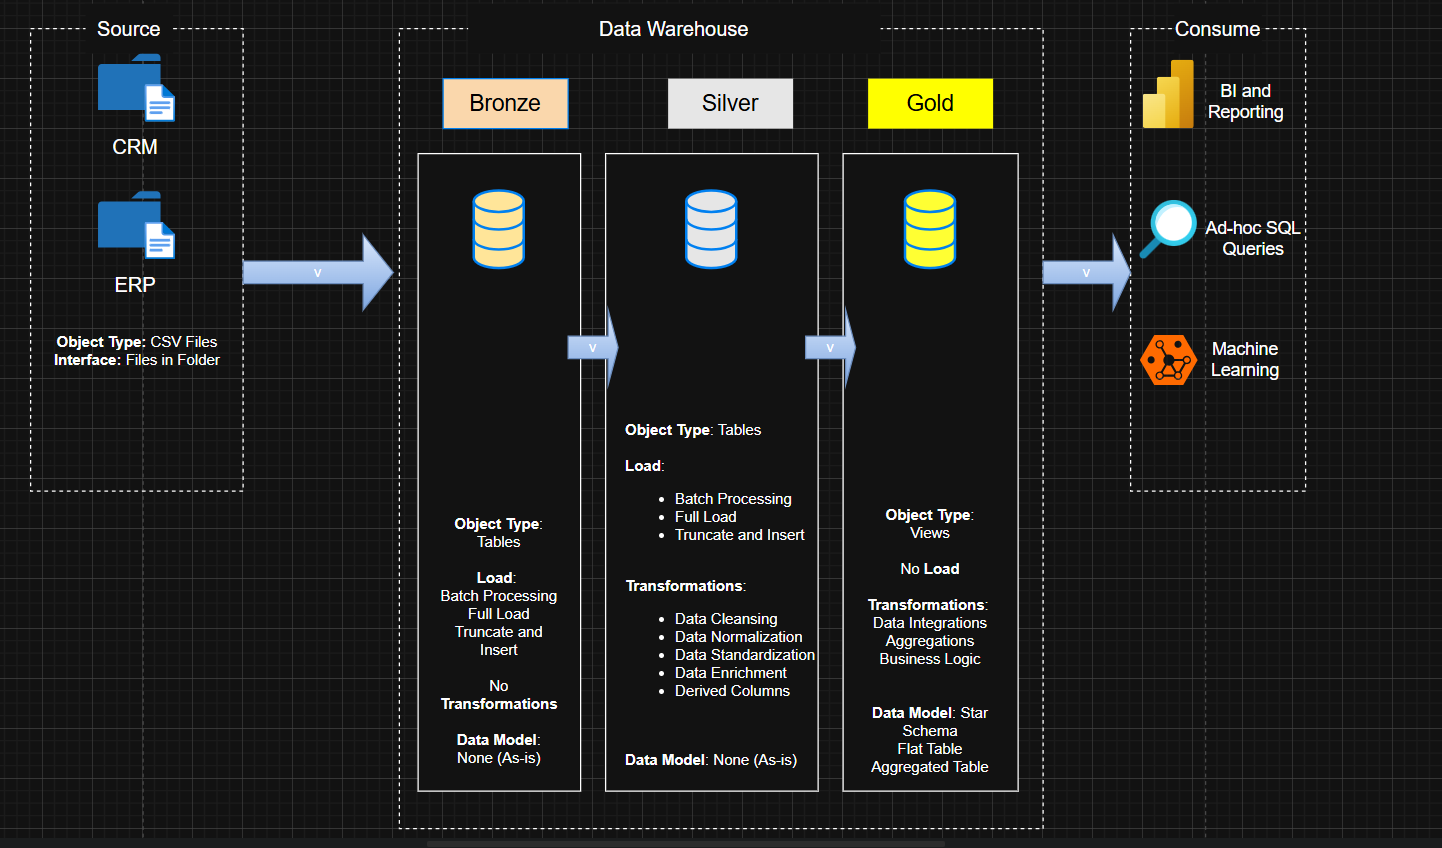 Source
CRM
ERP
Object Type: CSV Files
Interface: Files in Folder
v
Data Warehouse
Bronze
Object Type:
Tables
Load:
Batch Processing
Full Load
Truncate and
Insert
No
Transformations
Data Model:
None (As-is)
v
Silver
Object Type: Tables
Load:
• Batch Processing
• Full Load
• Truncate and Insert
Transformations:
• Data Cleansing
• Data Normalization
• Data Standardization
• Data Enrichment
• Derived Columns
Data Model: None (As-is)
v
Gold
Object Type:
Views
No Load
Transformations:
Data Integrations
Aggregations
Business Logic
Data Model: Star
Schema
Flat Table
Aggregated Table
v
Consume
BI and
Reporting
Ad-hoc SQL
Queries
Machine
Learning